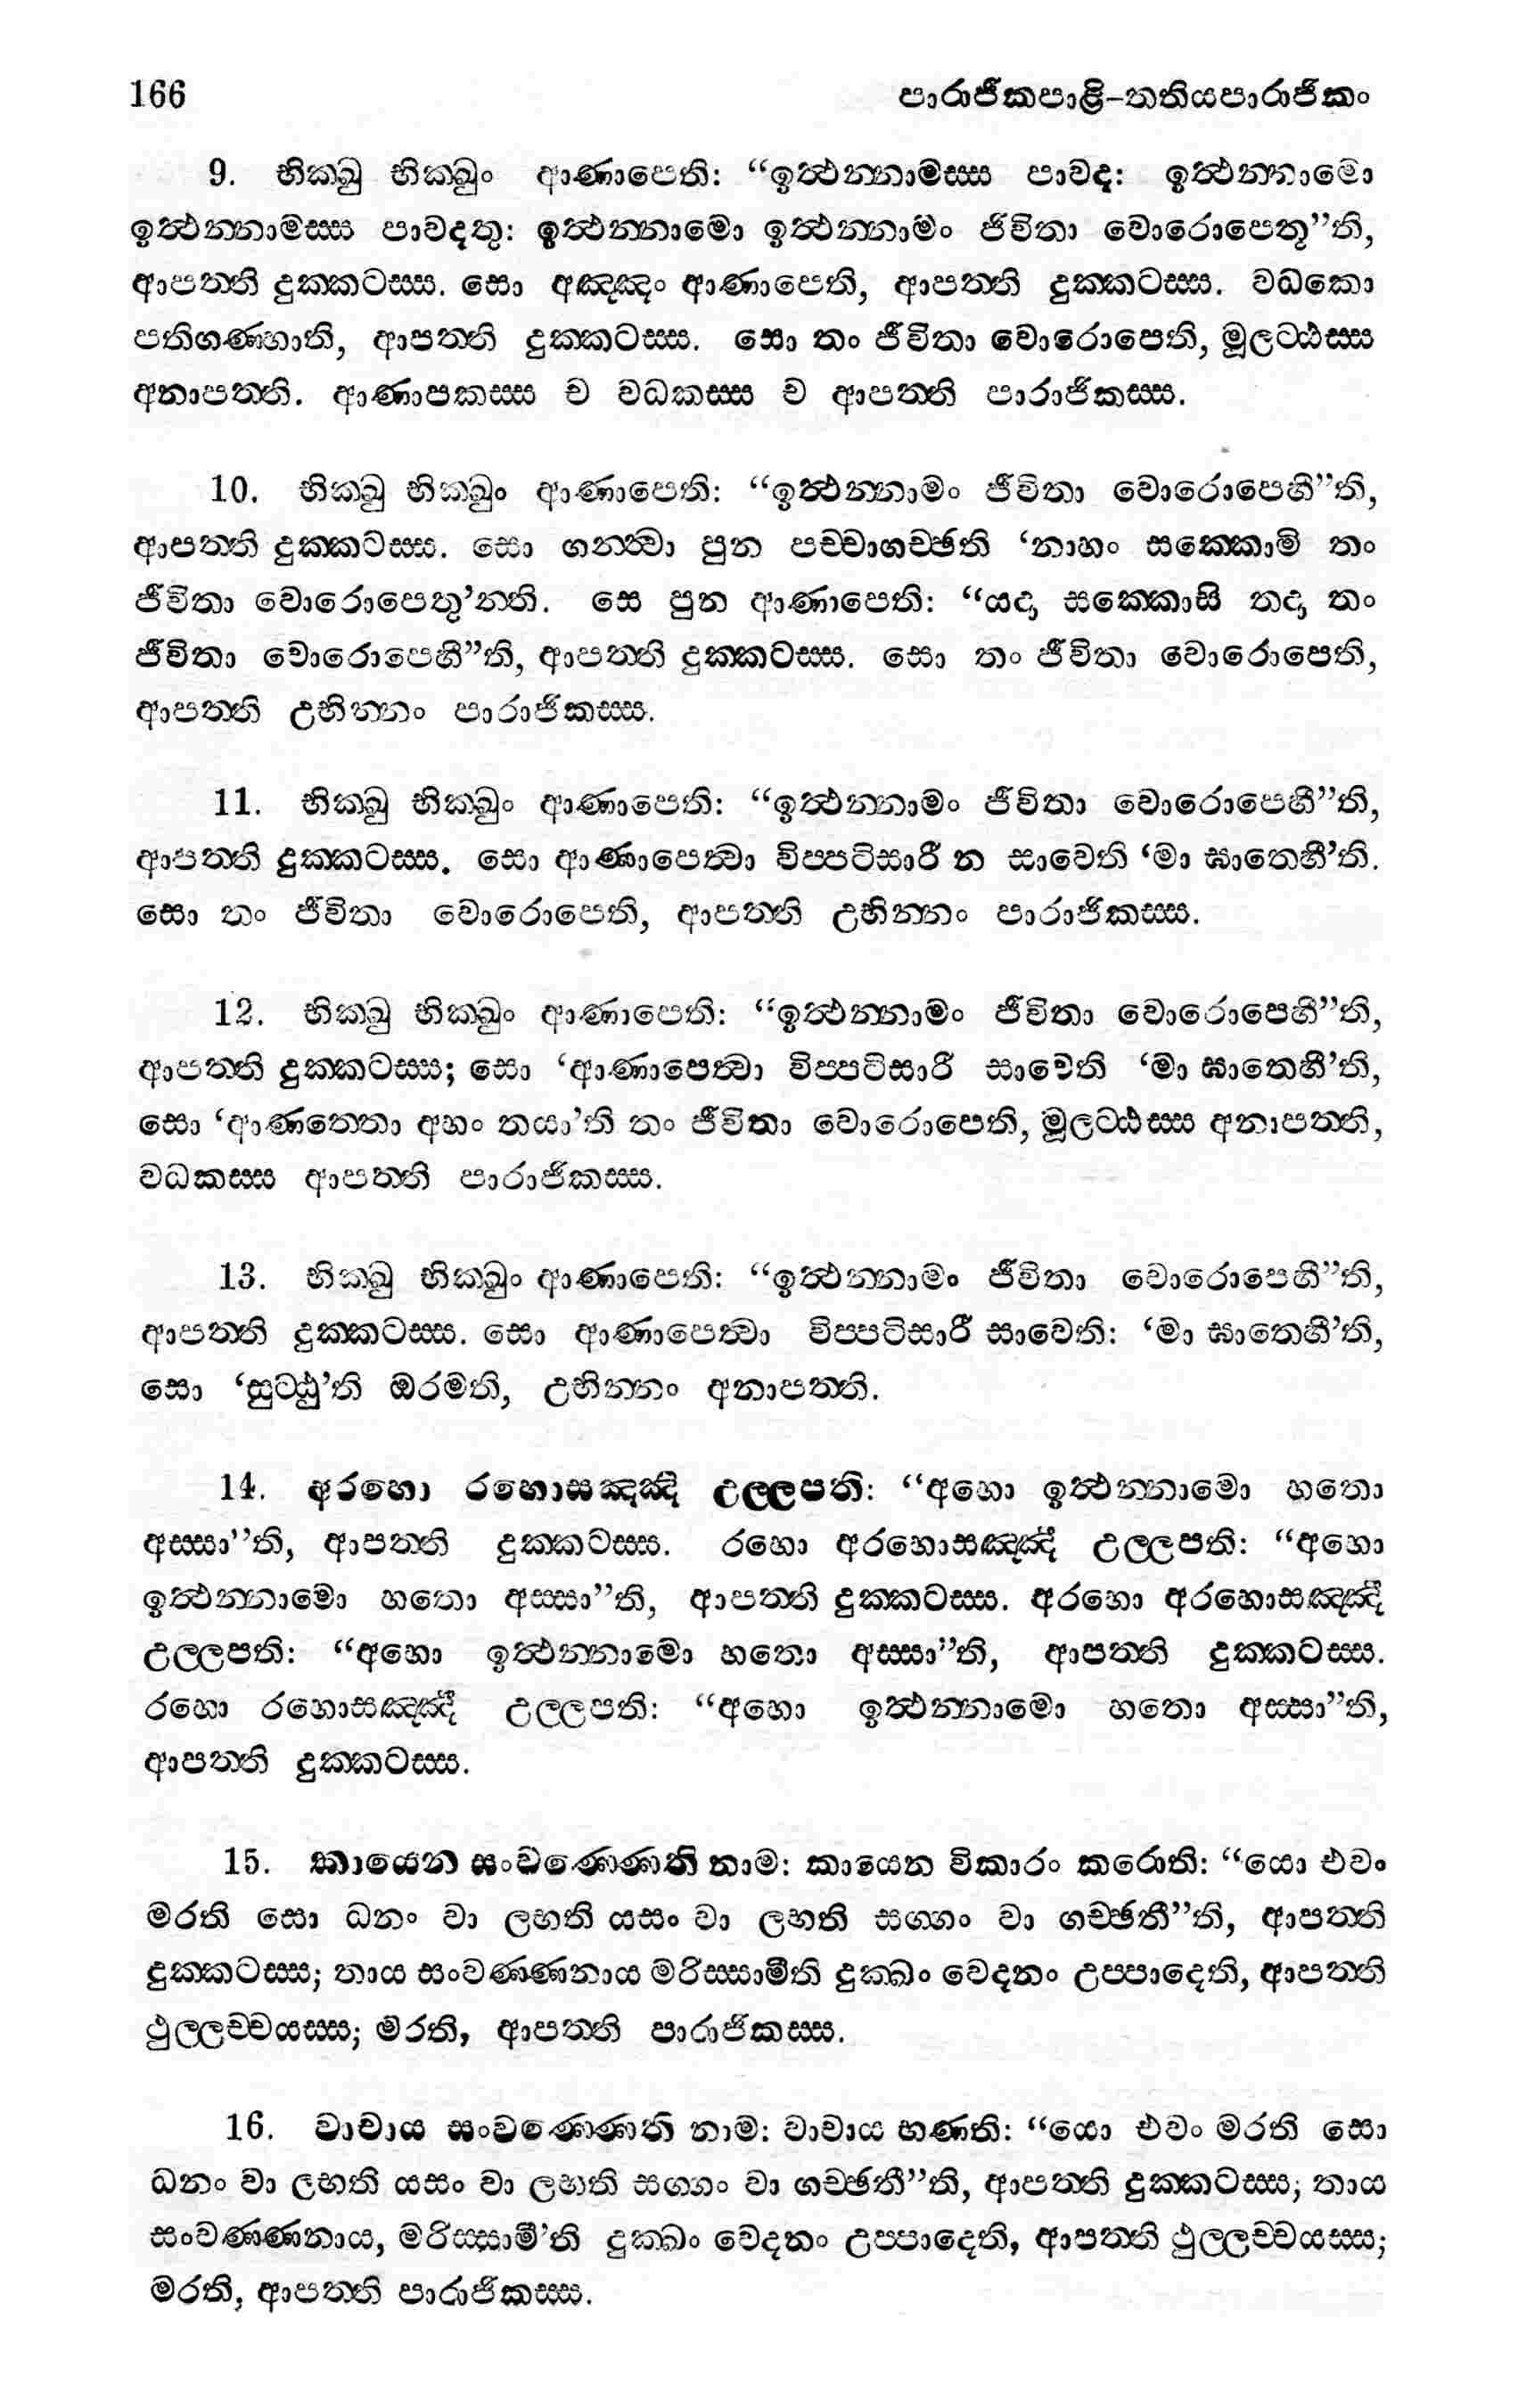 166 පාරාජිකපාළි-තතියපාරාජිකං
9. භික්ඛු භික්ඛුං ආණාපෙති: “ඉත්ථන්නාමස්ස පාවද: ඉත්ථන්නාමො
ඉත්ථන්නාමස්ස පාවදතු: ඉත්ථන්නාමො ඉත්ථන්නාමං ජීවිතා වොරොපෙතූ”ති,
ආපත්ති දුක්කටස්ස. සො අඤ්ඤං ආණාපෙති, ආපත්ති දුක්කටස්ස. වධකො
පතිගණ්හාති, ආපත්ති දුක්කටස්ස. සො තං ජීවිතා වොරොපෙති, මූලට්ඨස්ස
අනාපත්ති. ආණාපකස්ස ච වධකස්ස ච ආපත්ති පාරාජිකස්ස.
10. භික්ඛු භික්ඛුං ආණාපෙති: “ඉත්ථන්නාමං ජීවිතා වොරොපෙහී”ති,
ආපත්ති දුක්කටස්ස. සො ගන්ත්වා පුන පච්චාගච්ඡති ‘නාහං සක්කොමි තං
ජීවිතා වොරොපෙතු’න්ති. සෙ පුන ආණාපෙති: “යදා සක්කොසි තදා තං
ජීවිතා වොරොපෙහී”ති, ආපත්ති දුක්කටස්ස. සො තං ජීවිතා වොරොපෙති,
ආපත්ති උභින්නං පාරාජිකස්ස.
11. භික්ඛු භික්ඛුං ආණාපෙති: “ඉත්ථන්නාමං ජීවිතා වොරොපෙහී”ති,
ආපත්ති දුක්කටස්ස. සො ආණාපෙත්වා විප්පටිසාරී න සාවෙති ‘මා ඝාතෙහී’ති.
සො තං ජීවිතා වොරොපෙති, ආපත්ති උභින්නං පාරාජිකස්ස.
12. භික්ඛු භික්ඛුං ආණාපෙති: “ඉත්ථන්නාමං ජීවිතා වොරොපෙහී”ති,
ආපත්ති දුක්කටස්ස; සො ‘ආණාපෙත්වා විප්පටිසාරී සාවෙති ‘මා ඝාතෙහී’ති,
සො ‘ආණත්තො අහං තයා’ති තං ජීවිතා වොරොපෙති, මූලට්ඨස්ස අනාපත්ති,
වධකස්ස ආපත්ති පාරාජිකස්ස.
13. භික්ඛු භික්ඛුං ආණාපෙති: “ඉත්ථන්නාමං ජීවිතා වොරොපෙහී”ති,
ආපත්ති දුක්කටස්ස. සො ආණාපෙත්වා විප්පටිසාරී සාවෙති: ‘මා ඝාතෙහී’ති,
සො ‘සුට්ඨු’ති ඔරමති, උභින්නං අනාපත්ති.
14. අරහො රහොසඤ්ඤී උල්ලපති: “අහො ඉත්ථන්නාමො හතො
අස්සා”ති, ආපත්ති දුක්කටස්ස. රහො අරහොසඤ්ඤී උල්ලපති: “අහො
ඉත්ථන්නාමො හතො අස්සා”ති, ආපත්ති දුක්කටස්ස. අරහො අරහොසඤ්ඤී
උල්ලපති: “අහො ඉත්ථන්නාමො හතො අස්සා”ති, ආපත්ති දුක්කටස්ස.
රහො රහොසඤ්ඤී උල්ලපති: “අහො ඉත්ථන්නාමො හතො අස්සා”ති,
ආපත්ති දුක්කටස්ස.
15. කායෙන සංවණ්ණෙති නාම: කායෙන විකාරං කරොති: “යො එවං
මරති සො ධනං වා ලභති යසං වා ලභති සග්ගං වා ගච්ඡතී”ති, ආපත්ති
දුක්කටස්ස; තාය සංවණ්ණනාය මරිස්සාමීති දුක්ඛං වෙදනං උප්පාදෙති, ආපත්ති
ථුල්ලච්චයස්ස; මරති, ආපත්ති පාරාජිකස්ස.
16. වාචාය සංවණ්ණෙති නාම: වාචාය භණති: “යො එවං මරති සො
ධනං වා ලභති යසං වා ලභති සග්ගං වා ගච්ඡතී”ති, ආපත්ති දුක්කටස්ස; තාය
සංවණ්ණනාය, මරිස්සාමී’ති දුක්ඛං වෙදනං උප්පාදෙති, ආපත්ති ථුල්ලච්චයස්ස;
මරති, ආපත්ති පාරාජිකස්ස.